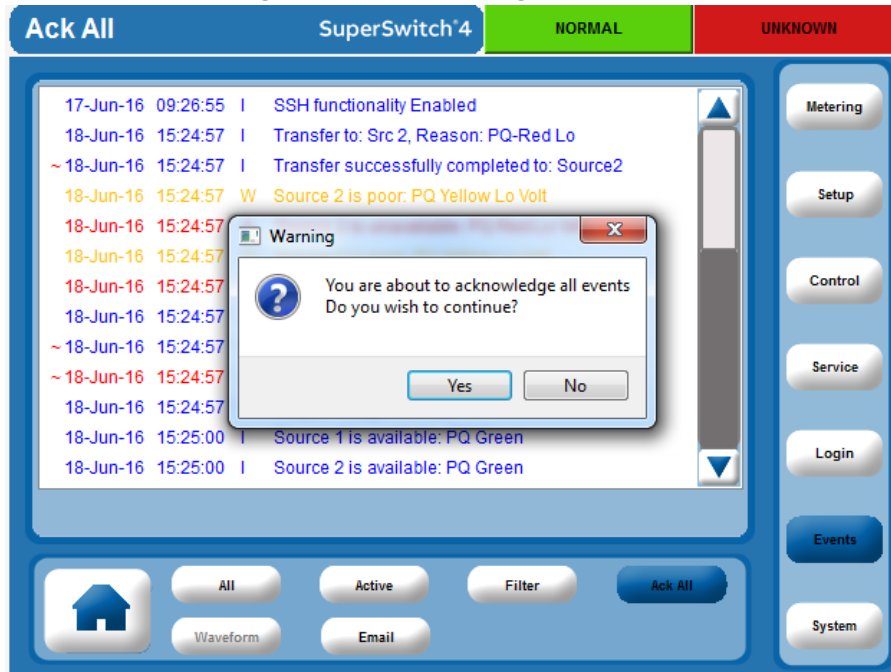 Ack All SuperSwitch®4 NORMAL UNKNOWN
17-Jun-16 09:26:55 I SSH functionality Enabled
18-Jun-16 15:24:57 I Transfer to: Src 2, Reason: PQ-Red Lo
~ 18-Jun-16 15:24:57 I Transfer successfully completed to: Source2
18-Jun-16 15:24:57 W Source 2 is poor: PQ Yellow Lo Volt
18-Jun-16 15:24:57
18-Jun-16 15:24:57
18-Jun-16 15:24:57
18-Jun-16 15:24:57
~ 18-Jun-16 15:24:57
~ 18-Jun-16 15:24:57
18-Jun-16 15:24:57
18-Jun-16 15:25:00 I Source 1 is available: PQ Green
18-Jun-16 15:25:00 I Source 2 is available: PQ Green
Warning
You are about to acknowledge all events
Do you wish to continue?
Yes No
Metering
Setup
Control
Service
Login
Events
System
All Active Filter Ack All
Waveform Email